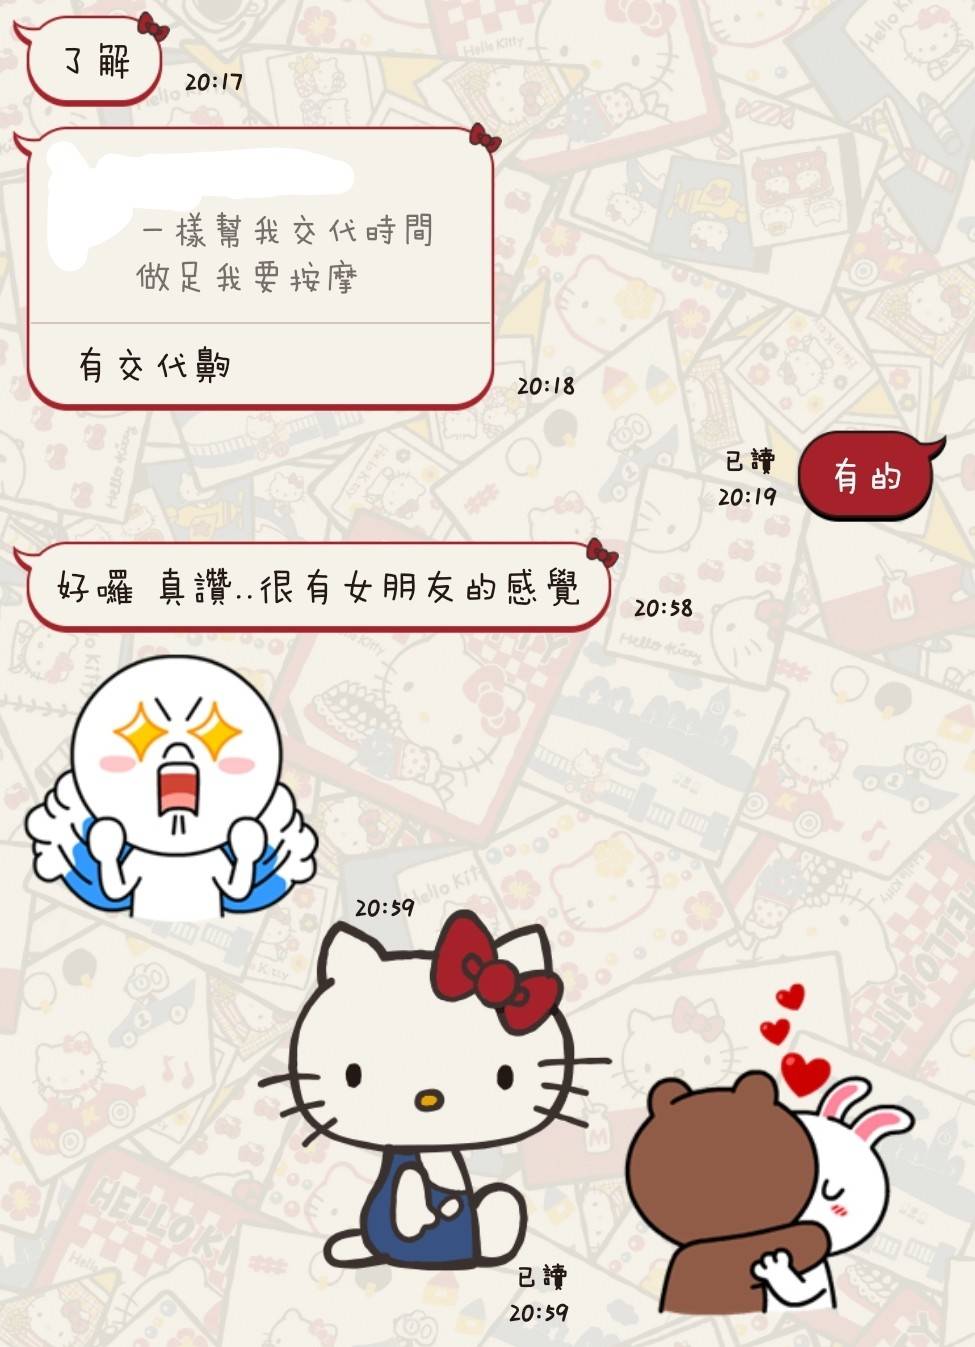 了解
20:17
一樣幫我交代時間
做足我要按摩
有交代齁
20:18
已讀
20:19
有的
好囉 真讚..很有女朋友的感覺
20:58
20:59
已讀
20:59